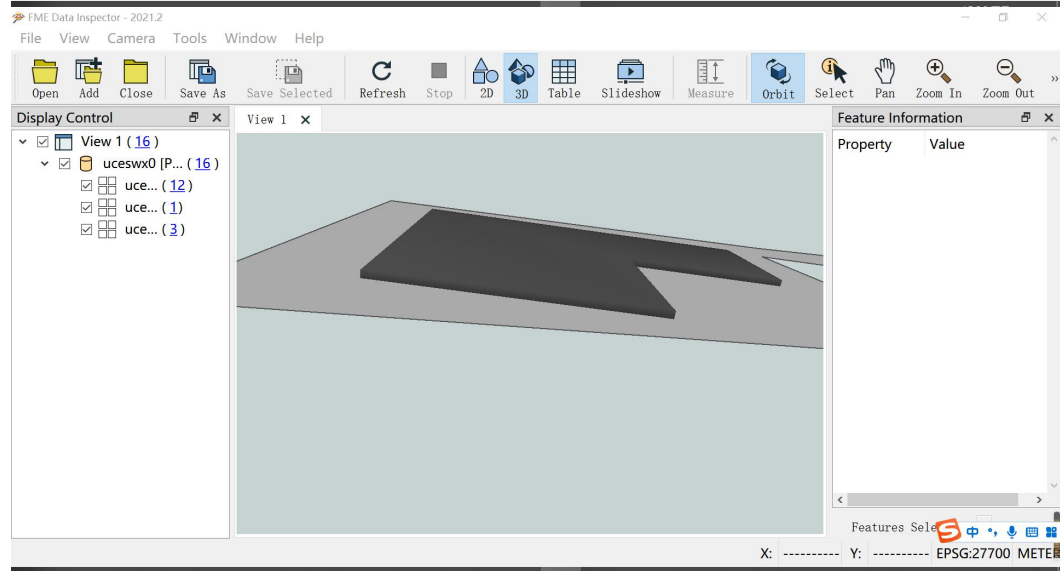 FME Data Inspector - 2021.2
File View Camera Tools Window Help
Open Add Close Save As Save Selected Refresh Stop 2D 3D Table Slideshow Measure Orbit Select Pan Zoom In Zoom Out »
Display Control
View 1
Feature Information
View 1 ( 16 )
Property Value
uceswx0 [P... ( 16 )
uce... ( 12 )
uce... ( 1 )
uce... ( 3 )
Features Sele
中
X: ---------- Y: ---------- EPSG:27700 METE